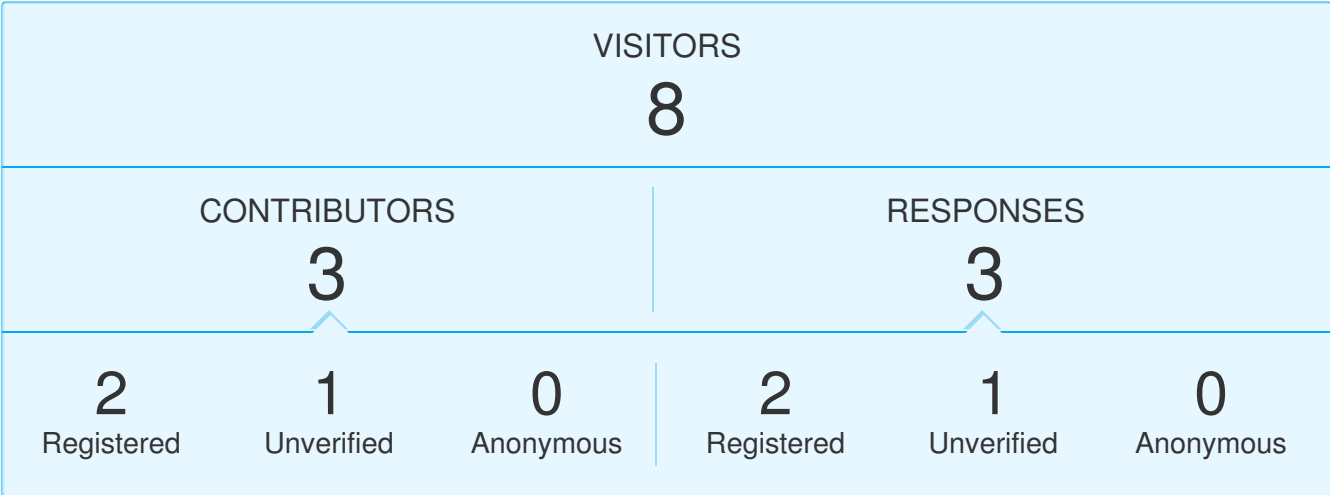 VISITORS
8
CONTRIBUTORS
3
RESPONSES
3
2
Registered
1
Unverified
0
Anonymous
2
Registered
1
Unverified
0
Anonymous